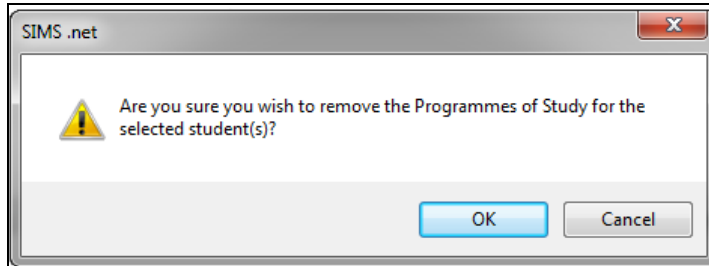 SIMS .net
Are you sure you wish to remove the Programmes of Study for the
selected student(s)?
OK
Cancel